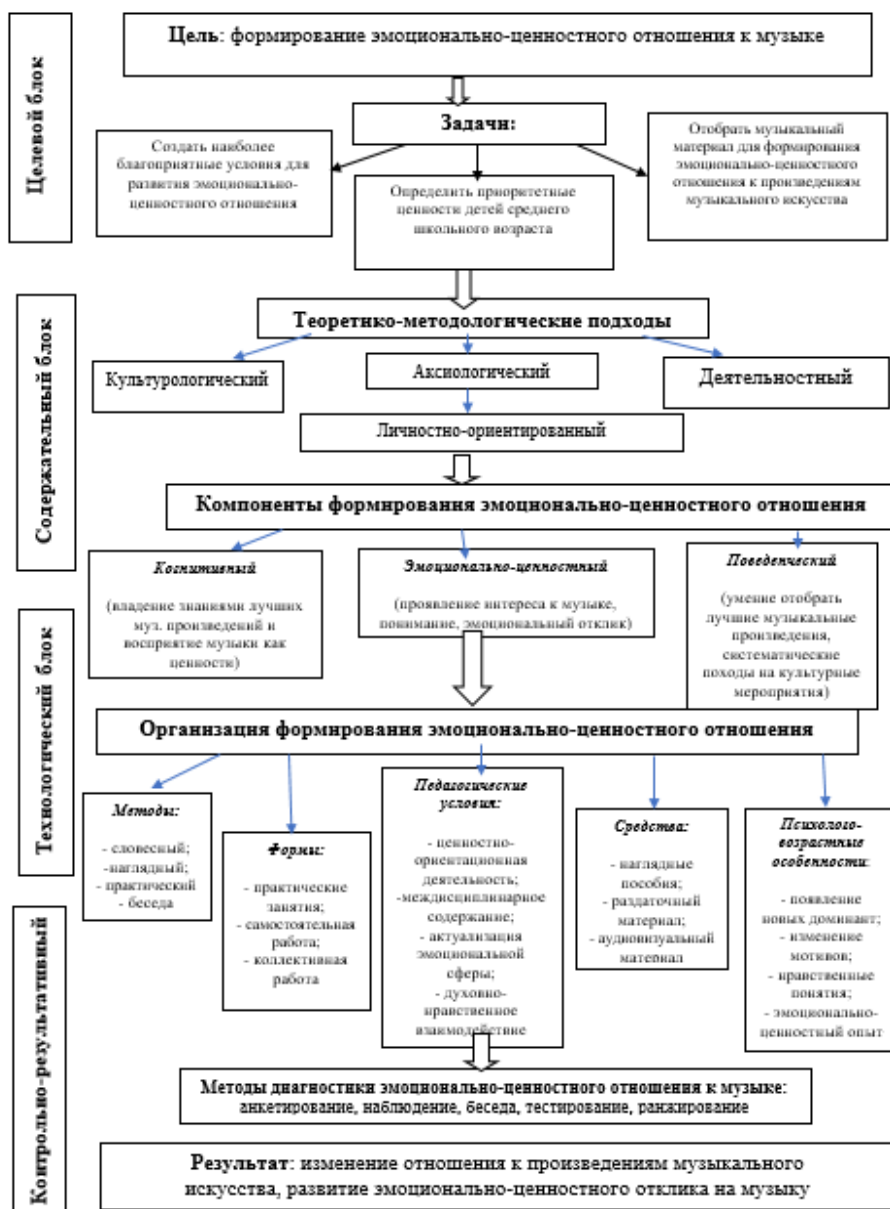 Целевой блок
Цель: формирование эмоционально-ценностного отношения к музыке
Задачи:
Создать наиболее
благоприятные условия для
развития эмоционально-
ценностного отношения
Определить приоритетные
ценности детей среднего
школьного возраста
Отобрать музыкальный
материал для формирования
эмоционально-ценностного
отношения к произведениям
музыкального искусства
Содержательный блок
Теоретико-методологические подходы
Культурологический
Аксиологический
Деятельностный
Личностно-ориентированный
Компоненты формирования эмоционально-ценностного отношения
Когнитивный
(владение знаниями лучших
муз. произведений и
восприятие музыки как
ценности)
Эмоционально-ценностный
(проявление интереса к музыке,
понимание, эмоциональный отклик)
Поведенческий
(умение отобрать
лучшие музыкальные
произведения,
систематические
походы на культурные
мероприятия)
Технологический блок
Организация формирования эмоционально-ценностного отношения
Методы:
- словесный;
-наглядный;
- практический
- беседа
Формы:
- практические
занятия;
- самостоятельная
работа;
- коллективная
работа
Педагогические
условия:
- ценностно-
ориентационная
деятельность;
-междисциплинарное
содержание;
- актуализация
эмоциональной
сферы;
- духовно-
нравственное
взаимодействие
Средства:
- наглядные
пособия;
- раздаточный
материал;
- аудиовизуальный
материал
Психолого-
возрастные
особенности:
- появление
новых доминант;
- изменение
мотивов;
- нравственные
понятия;
- эмоционально-
ценностный опыт
Контрольно-результативный
Методы диагностики эмоционально-ценностного отношения к музыке:
анкетирование, наблюдение, беседа, тестирование, ранжирование
Результат: изменение отношения к произведениям музыкального
искусства, развитие эмоционально-ценностного отклика на музыку